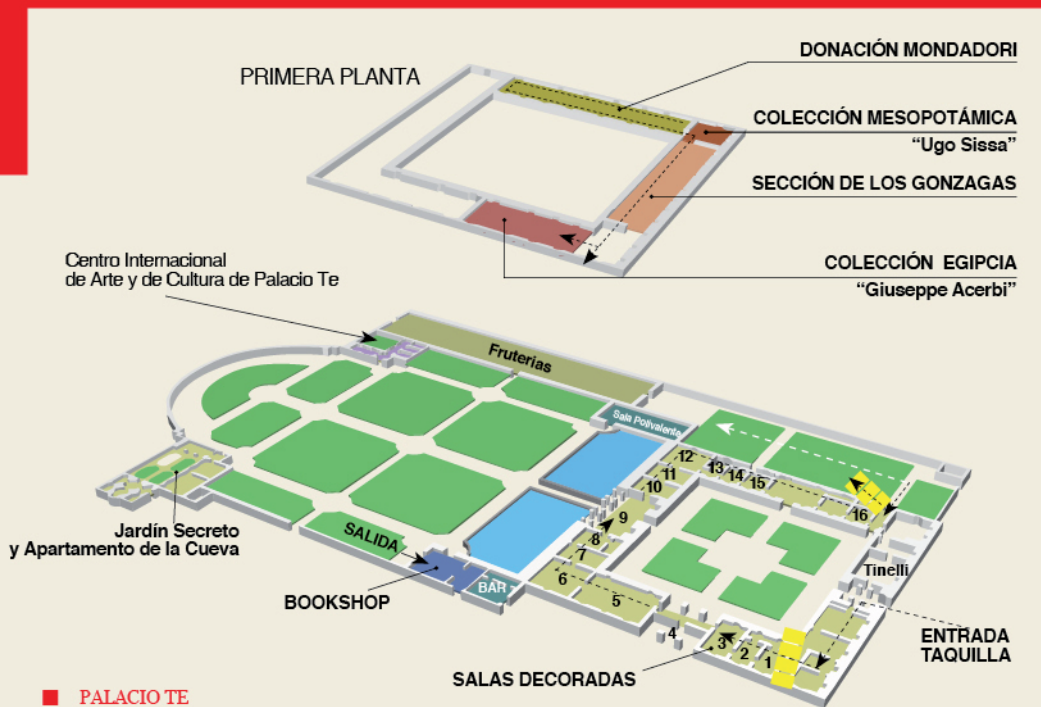 PRIMERA PLANTA
DONACIÓN MONDADORI
COLECCIÓN MESOPOTÁMICA
“Ugo Sissa”
SECCIÓN DE LOS GONZAGAS
COLECCIÓN EGIPCIA
“Giuseppe Acerbi”
Centro Internacional
de Arte y de Cultura de Palacio Te
Fruterias
Sala Polivalente
12
13
14
15
11
10
16
9
8
7
6
5
4
3
2
1
Tinelli
Jardín Secreto
y Apartamento de la Cueva
SALIDA
BAR
BOOKSHOP
ENTRADA
TAQUILLA
SALAS DECORADAS
PALACIO TE